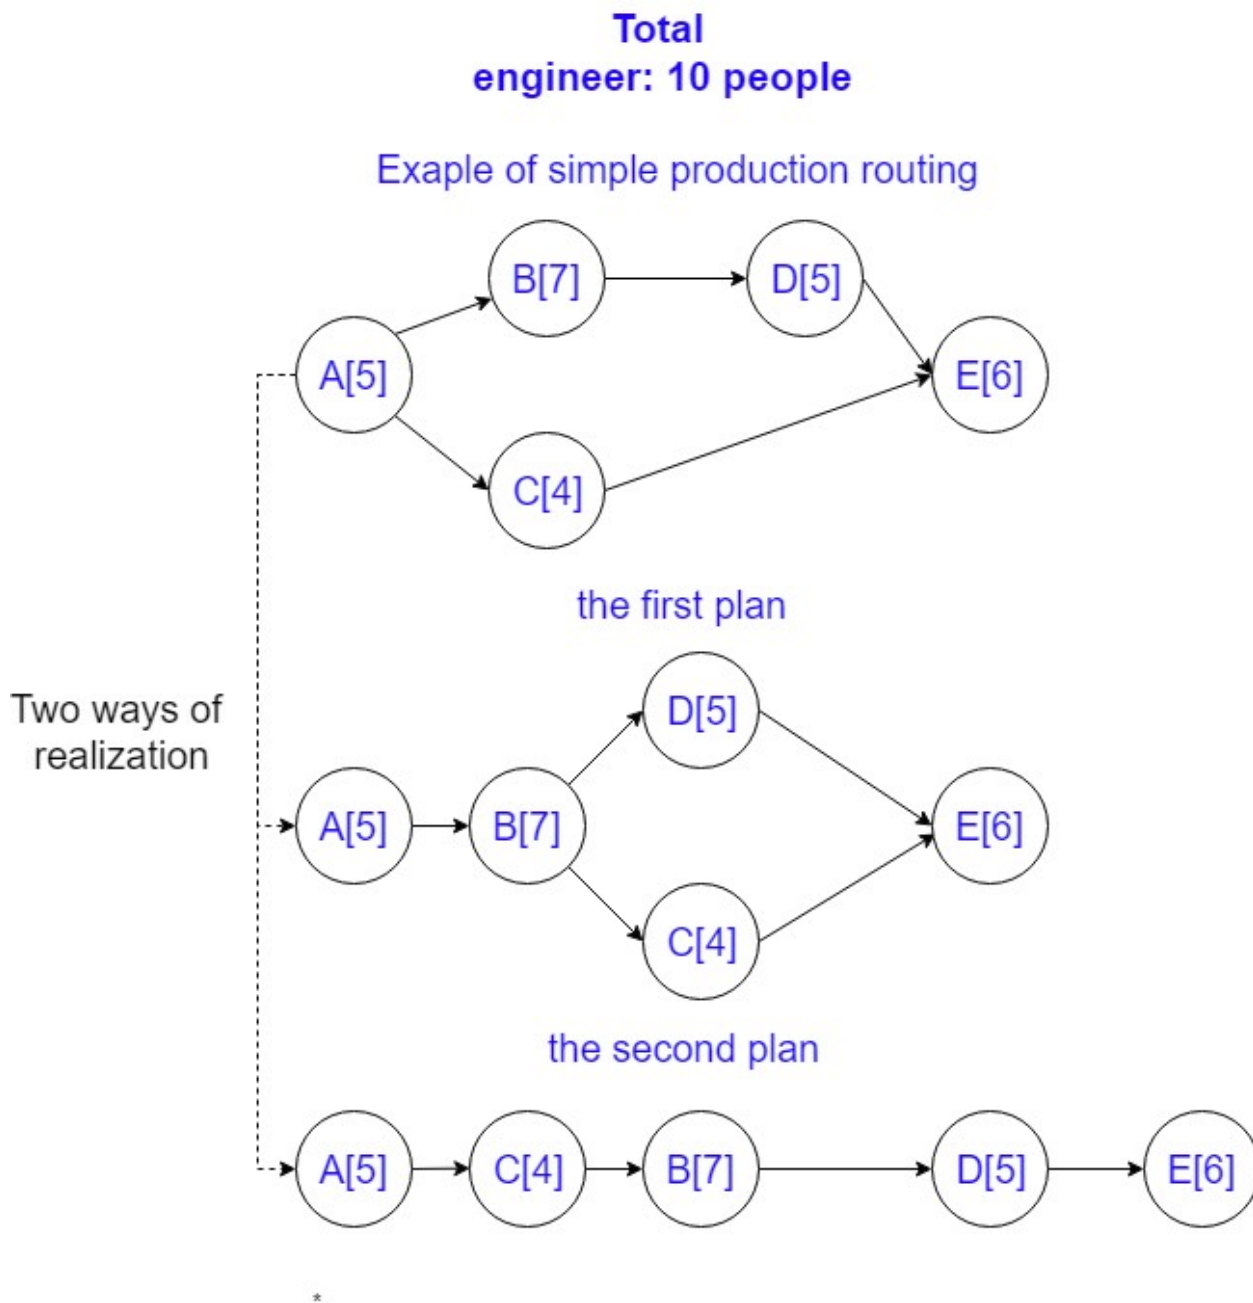 Total
engineer: 10 people
Exaple of simple production routing
B[7]
D[5]
A[5]
E[6]
C[4]
the first plan
D[5]
Two ways of
realization
A[5]
B[7]
E[6]
C[4]
the second plan
A[5]
C[4]
B[7]
D[5]
E[6]
*